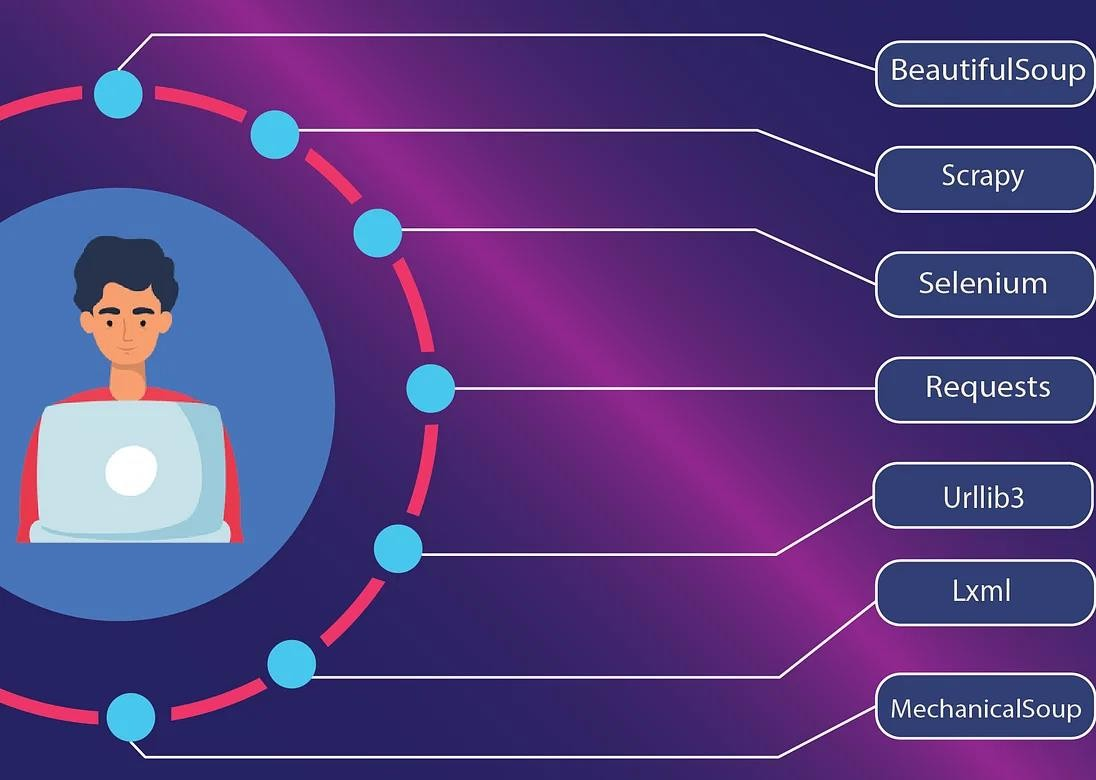 BeautifulSoup
Scrapy
Selenium
Requests
Urllib3
Lxml
MechanicalSoup